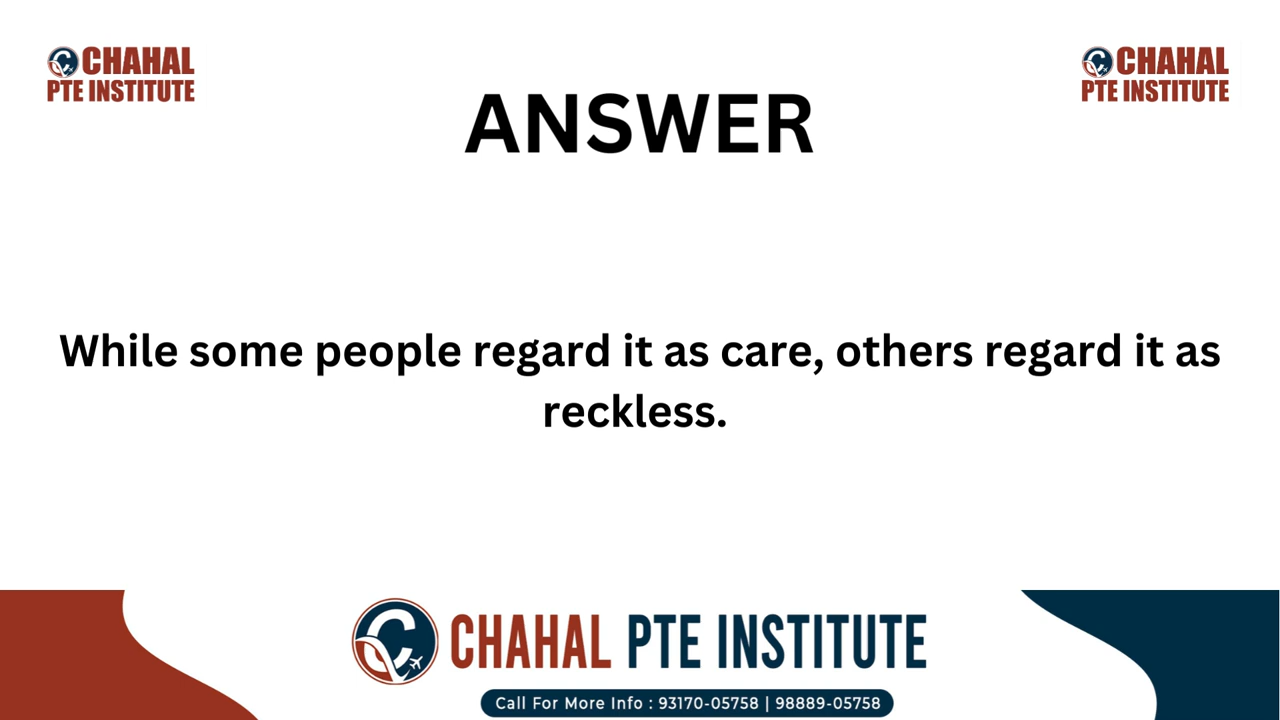 CHAHAL
PTE INSTITUTE
CHAHAL
PTE INSTITUTE
ANSWER
While some people regard it as care, others regard it as
reckless.
CHAHAL PTE INSTITUTE
Call For More Info : 93170-05758 | 98889-05758